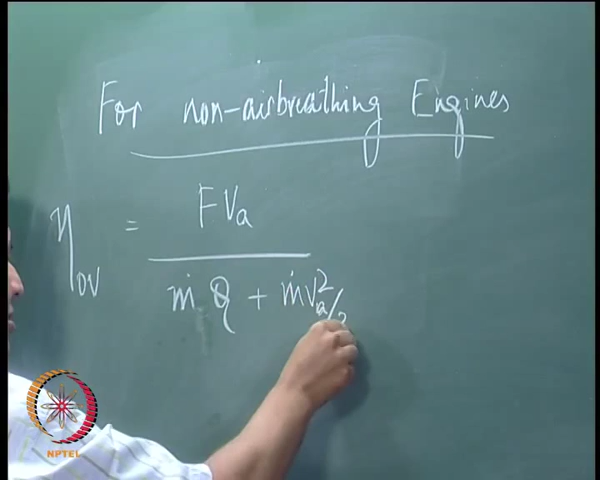 For non-airbreathing Engines
η_ov = F V_a / (ṁ Q + ṁ V_a²/2)
NPTEL